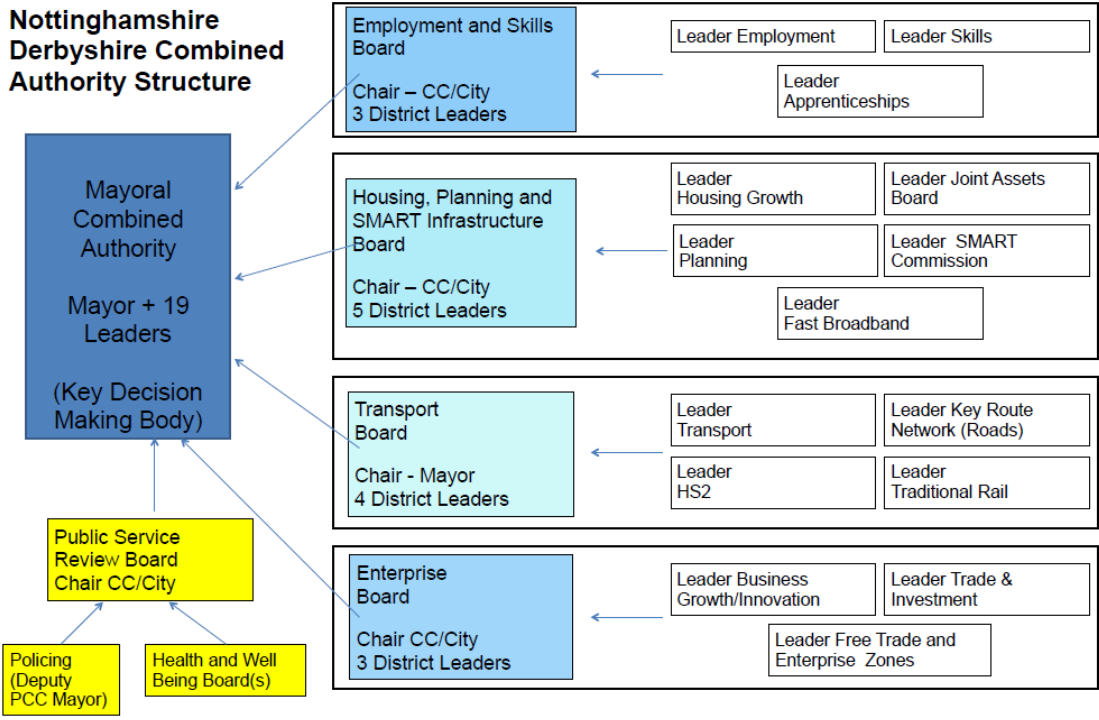 Nottinghamshire
Derbyshire Combined
Authority Structure
Mayoral
Combined
Authority
Mayor + 19
Leaders
(Key Decision
Making Body)
Public Service
Review Board
Chair CC/City
Policing
(Deputy
PCC Mayor)
Health and Well
Being Board(s)
Employment and Skills
Board
Chair – CC/City
3 District Leaders
Leader Employment
Leader Skills
Leader
Apprenticeships
Housing, Planning and
SMART Infrastructure
Board
Chair – CC/City
5 District Leaders
Leader
Housing Growth
Leader Joint Assets
Board
Leader
Planning
Leader  SMART
Commission
Leader
Fast Broadband
Transport
Board
Chair - Mayor
4 District Leaders
Leader
Transport
Leader Key Route
Network (Roads)
Leader
HS2
Leader
Traditional Rail
Enterprise
Board
Chair CC/City
3 District Leaders
Leader Business
Growth/Innovation
Leader Trade &
Investment
Leader Free Trade and
Enterprise  Zones